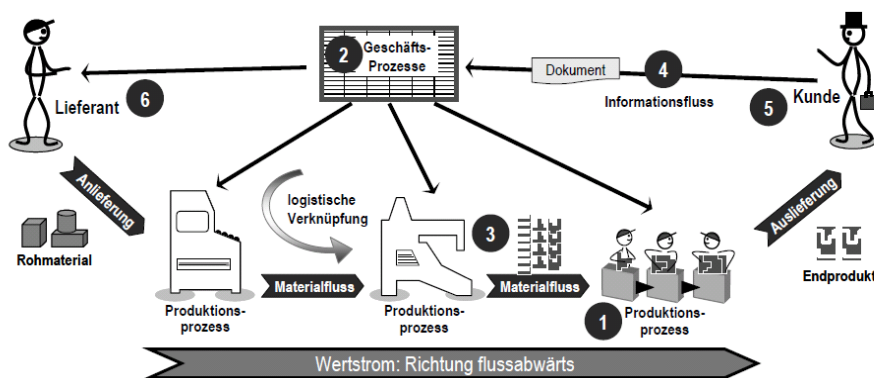 2
Geschäfts-
Prozesse
Dokument
4
Informationsfluss
5
Kunde
Lieferant
6
Anlieferung
logistische
Verknüpfung
3
Auslieferung
Rohmaterial
Materialfluss
Materialfluss
Endprodukt
Produktions-
prozess
Produktions-
prozess
1
Produktions-
prozess
Wertstrom: Richtung flussabwärts